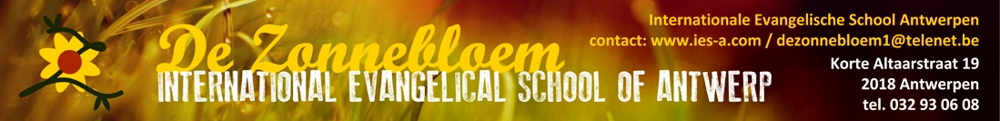 De Zonnebloem
INTERNATIONAL EVANGELICAL SCHOOL OF ANTWERP
Internationale Evangelische School Antwerpen
contact: www.ies-a.com / dezonnebloem1@telenet.be
Korte Altaarstraat 19
2018 Antwerpen
tel. 032 93 06 08